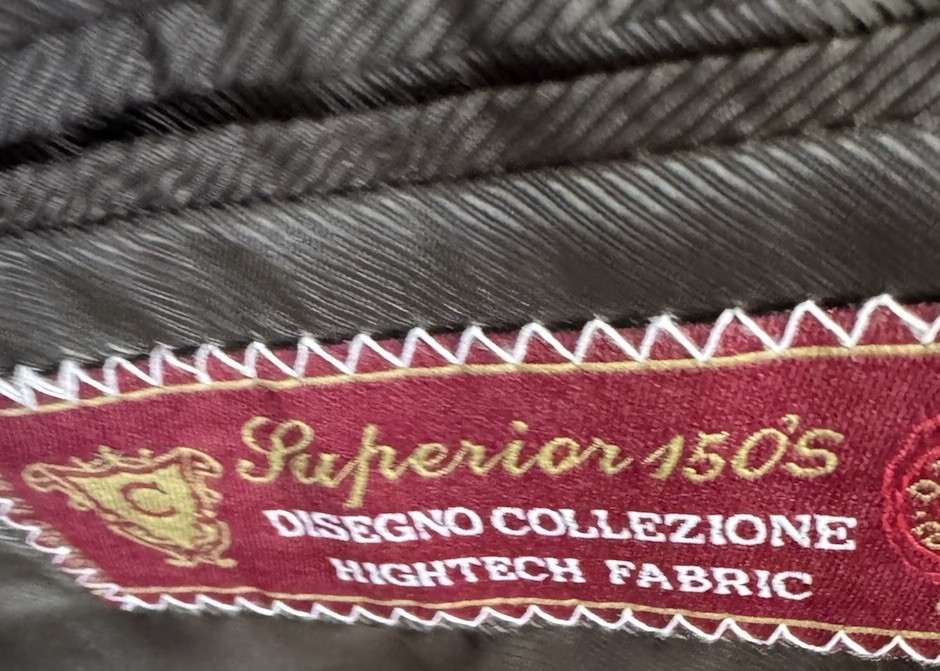 C
Superior 150'S
DISEGNO COLLEZIONE
HIGHTECH FABRIC